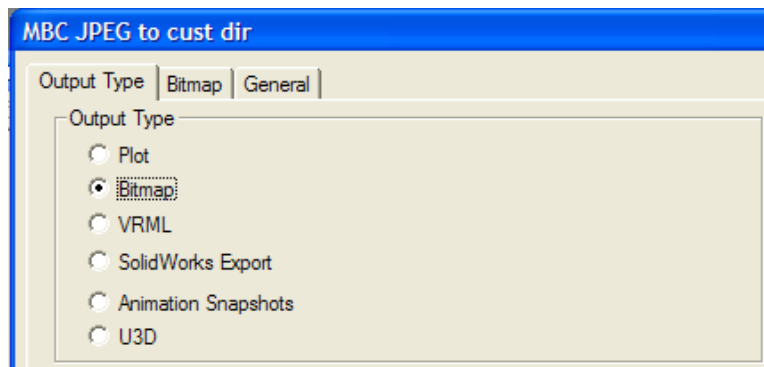 MBC JPEG to cust dir
Output Type Bitmap General
Output Type
Plot
Bitmap
VRML
SolidWorks Export
Animation Snapshots
U3D